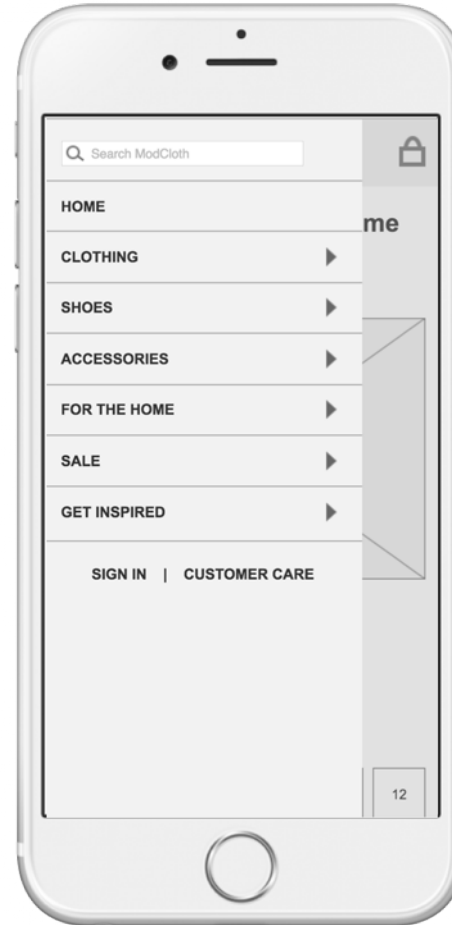 Search ModCloth
HOME
me
CLOTHING
SHOES
ACCESSORIES
FOR THE HOME
SALE
GET INSPIRED
SIGN IN | CUSTOMER CARE
12